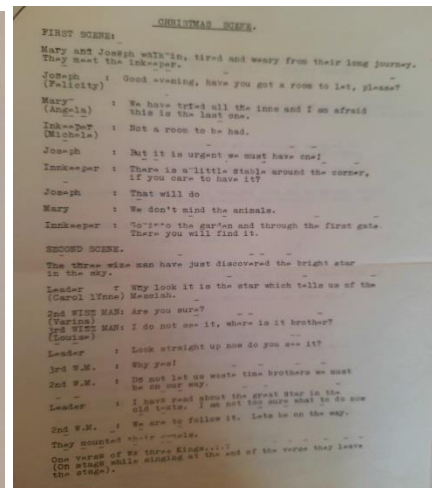 CHRISTMAS SCENE.
FIRST SCENE:
Mary and Joseph walk in, tired and weary from their long journey.
They meet the inkeeper.
Joseph : Good evening, have you got a room to let, please?
(Felicity)
Mary : We have tried all the inns and I am afraid
(Angela) this is the last one.
Inkeeper : Not a room to be had.
(Michele)
Joseph : But it is urgent we must have one!
Innkeeper : There is a little stable around the corner,
if you care to have it?
Joseph : That will do
Mary : We don't mind the animals.
Innkeeper : Go into the garden and through the first gate
There you will find it.
SECOND SCENE.
The three wise man have just discovered the bright star
in the sky.
Leader : Why look it is the star which tells us of the
(Carol lYnne) Messiah.
2nd WISE MAN: Are you sure?
(Verina)
3rd WISE MAN: I do not see it, where is it brother?
(Louise)
Leader : Look straight up now do you see it?
3rd W.M. : Why yes!
2nd W.M. : DO not let us waste time brothers we must
be on our way.
Leader : I have read about the great star in the
old texts. I am not too sure what to do now
2nd W.M. : We are to follow it. Lets be on the way.
They mounted their camels.
One verse of We three Kings....
(On stage while singing at the end of the verse they leave
the stage).